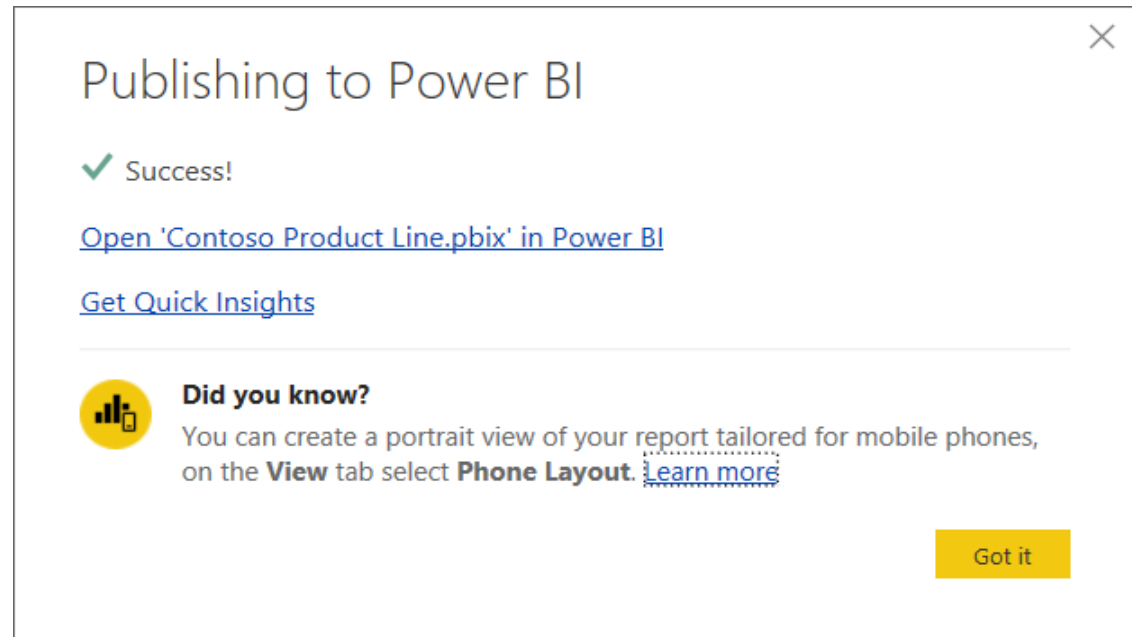 Publishing to Power BI
Success!
Open 'Contoso Product Line.pbix' in Power BI
Get Quick Insights
Did you know?
You can create a portrait view of your report tailored for mobile phones,
on the View tab select Phone Layout. Learn more
Got it